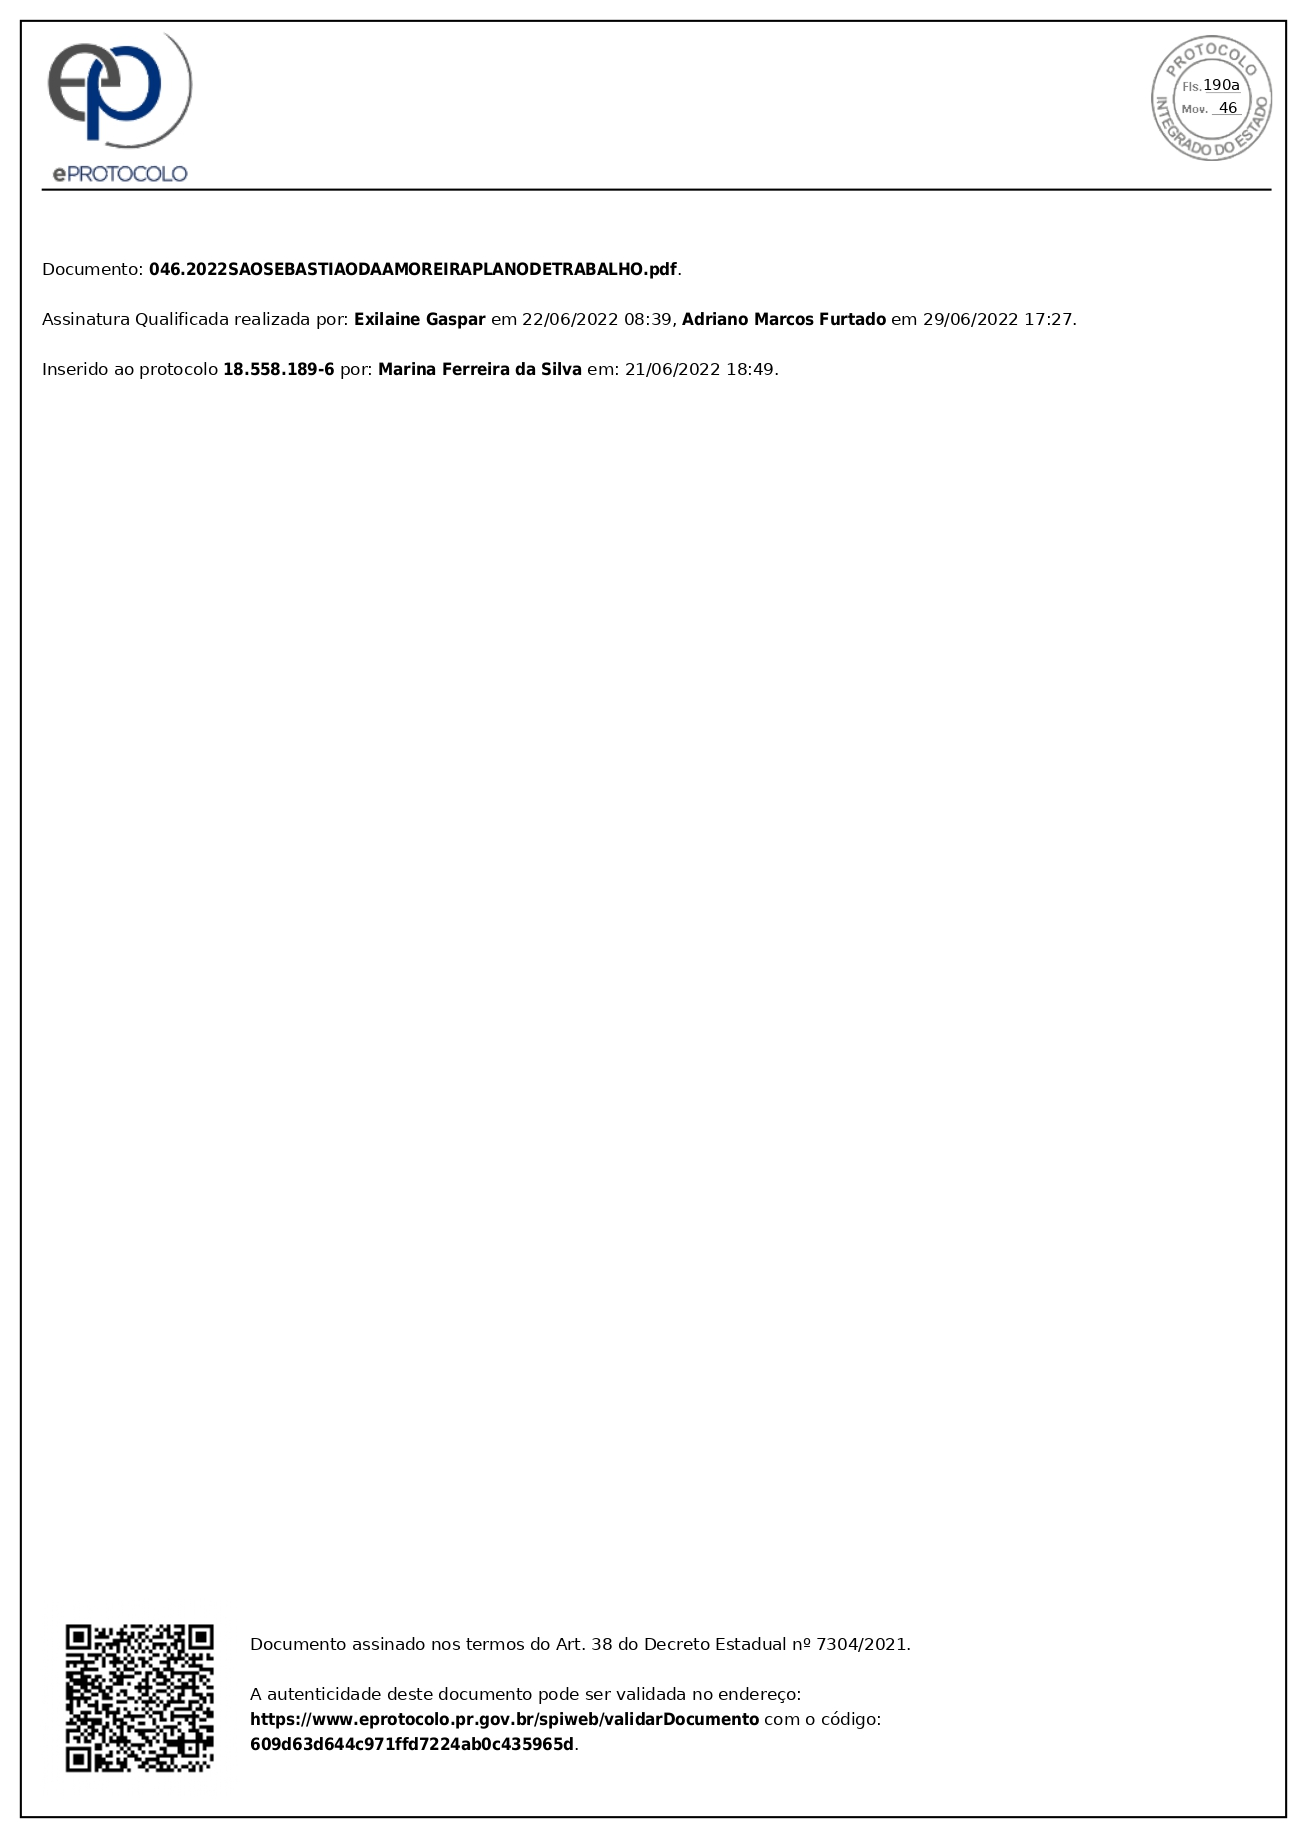 ep
ePROTOCOLO
PROTOCOLO INTEGRADO DO ESTADO
Fls. 190a
Mov. 46
Documento: 046.2022SAOSEBASTIAODAAMOREIRAPLANODETRABALHO.pdf.
Assinatura Qualificada realizada por: Exilaine Gaspar em 22/06/2022 08:39, Adriano Marcos Furtado em 29/06/2022 17:27.
Inserido ao protocolo 18.558.189-6 por: Marina Ferreira da Silva em: 21/06/2022 18:49.
Documento assinado nos termos do Art. 38 do Decreto Estadual nº 7304/2021.
A autenticidade deste documento pode ser validada no endereço:
https://www.eprotocolo.pr.gov.br/spiweb/validarDocumento com o código:
609d63d644c971ffd7224ab0c435965d.